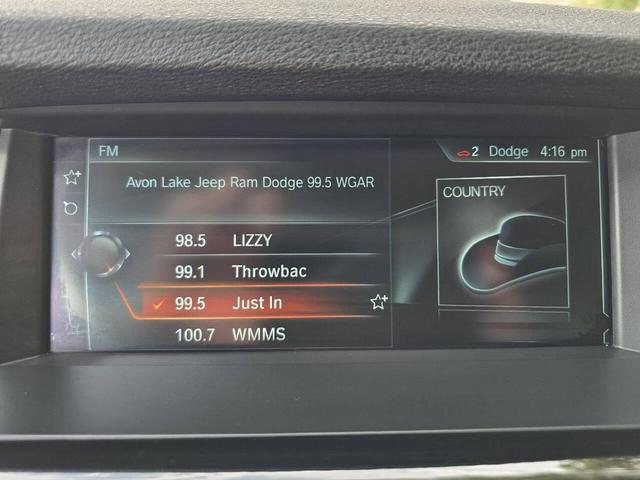 FM
2 Dodge 4:16 pm
Avon Lake Jeep Ram Dodge 99.5 WGAR
COUNTRY
98.5 LIZZY
99.1 Throwbac
99.5 Just In
100.7 WMMS